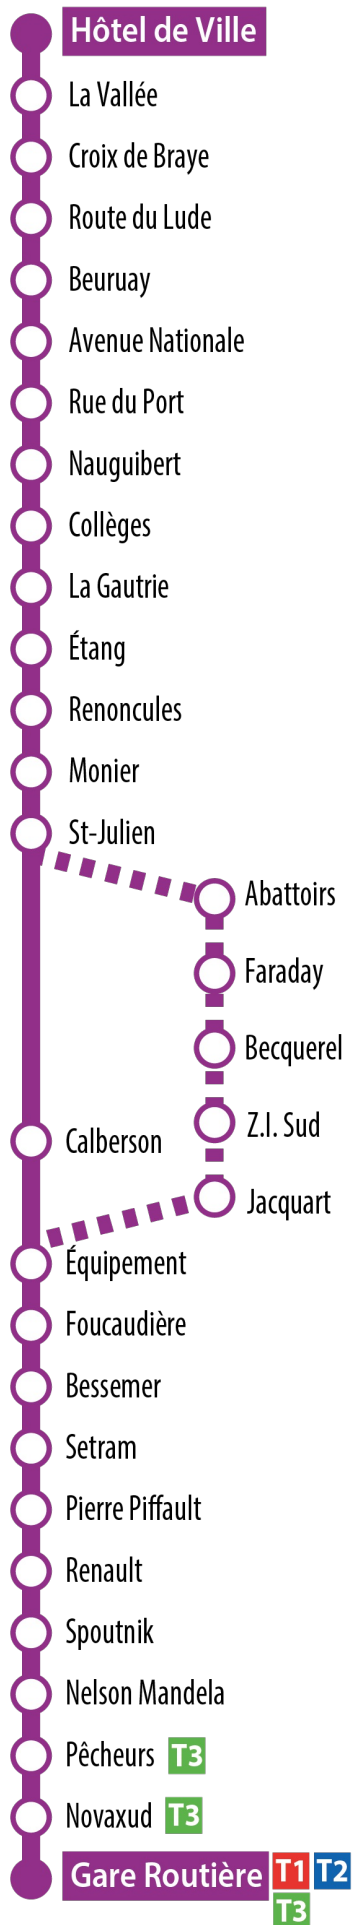 Hôtel de Ville
La Vallée
Croix de Braye
Route du Lude
Beuruay
Avenue Nationale
Rue du Port
Nauguibert
Collèges
La Gautrie
Étang
Renoncules
Monier
St-Julien
Abattoirs
Faraday
Becquerel
Z.I. Sud
Calberson
Jacquart
Équipement
Foucaudière
Bessemer
Setram
Pierre Piffault
Renault
Spoutnik
Nelson Mandela
Pêcheurs T3
Novaxud T3
Gare Routière T1 T2
T3